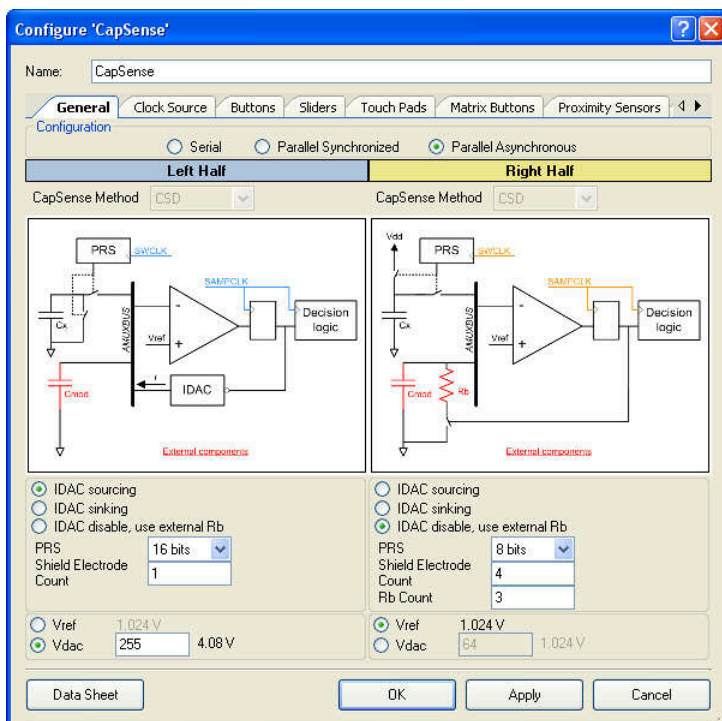 Configure 'CapSense'
Name: CapSense
General Clock Source Buttons Sliders Touch Pads Matrix Buttons Proximity Sensors
Configuration
Serial Parallel Synchronized Parallel Asynchronous
Left Half Right Half
CapSense Method CSD CapSense Method CSD
PRS SWCLK
SAMPCLK
Cx
AMUXBUS
-
Vref +
Decision logic
i
IDAC
Cmod
External components
Vdd
PRS SWCLK
SAMPCLK
Cx
AMUXBUS
-
Vref +
Decision logic
Cmod
Rb
External components
IDAC sourcing
IDAC sinking
IDAC disable, use external Rb
PRS 16 bits
Shield Electrode Count 1
IDAC sourcing
IDAC sinking
IDAC disable, use external Rb
PRS 8 bits
Shield Electrode Count 4
Rb Count 3
Vref 1.024 V
Vdac 255 4.08 V
Vref 1.024 V
Vdac 64 1.024 V
Data Sheet OK Apply Cancel